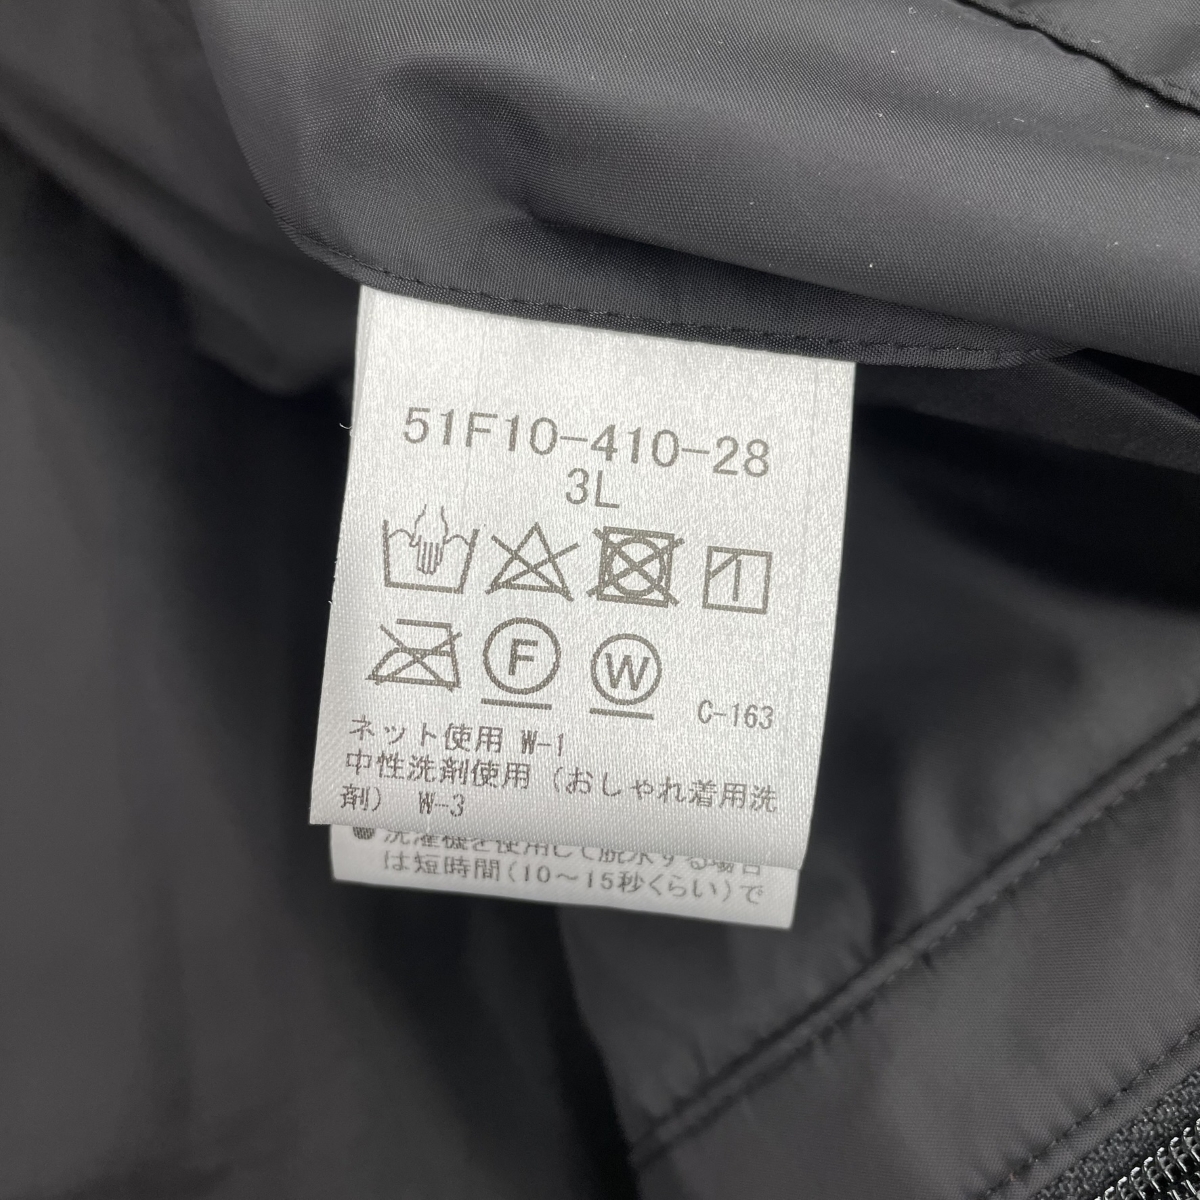 51F10-410-28
3L
F
W
C-163
ネット使用 W-1
中性洗剤使用（おしゃれ着用洗
剤） W-3
洗濯機を使用して脱水する場合
は短時間(10～15秒くらい)で